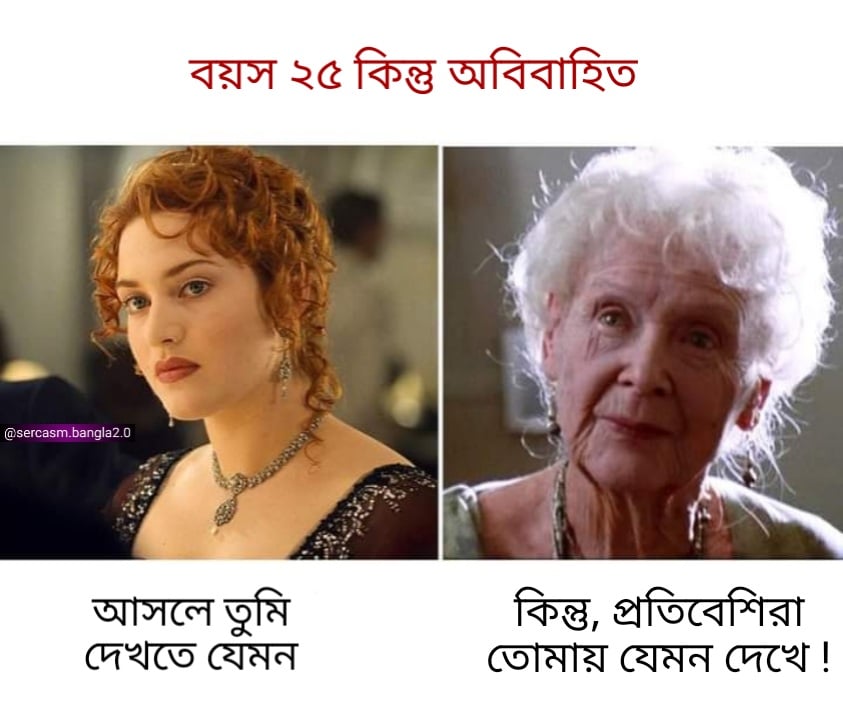 বয়স ২৫ কিন্তু অবিবাহিত
@sercasm.bangla2.0
আসলে তুমি
দেখতে যেমন
কিন্তু, প্রতিবেশিরা
তোমায় যেমন দেখে !